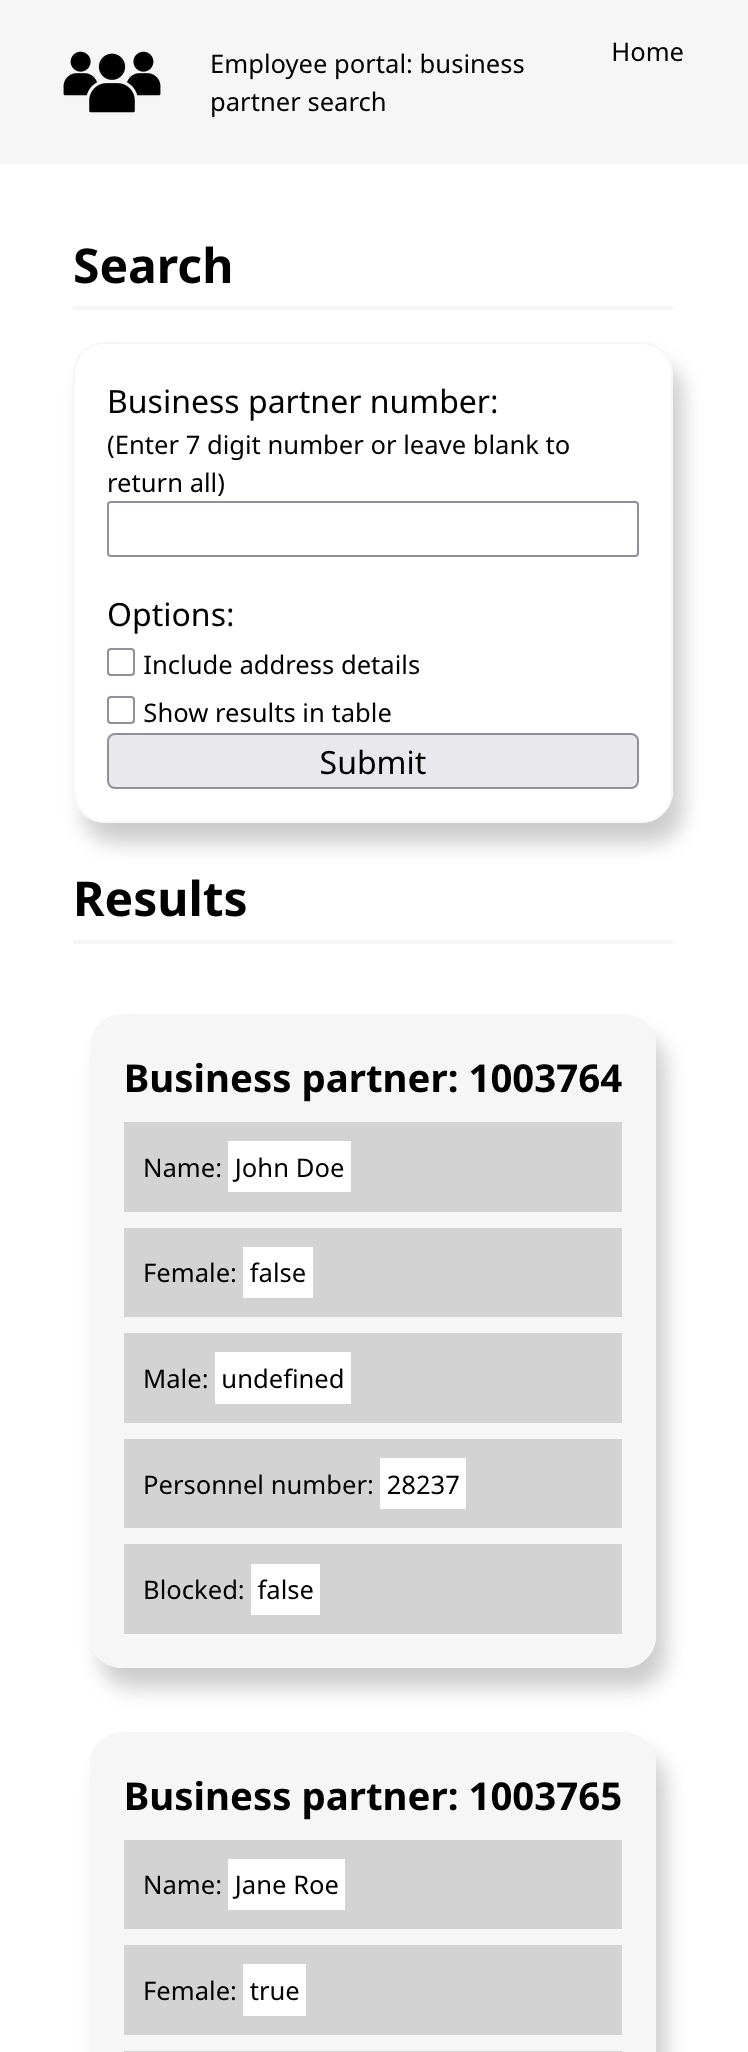 Employee portal: business
partner search
Home
Search
Business partner number:
(Enter 7 digit number or leave blank to
return all)
Options:
Include address details
Show results in table
Submit
Results
Business partner: 1003764
Name: John Doe
Female: false
Male: undefined
Personnel number: 28237
Blocked: false
Business partner: 1003765
Name: Jane Roe
Female: true